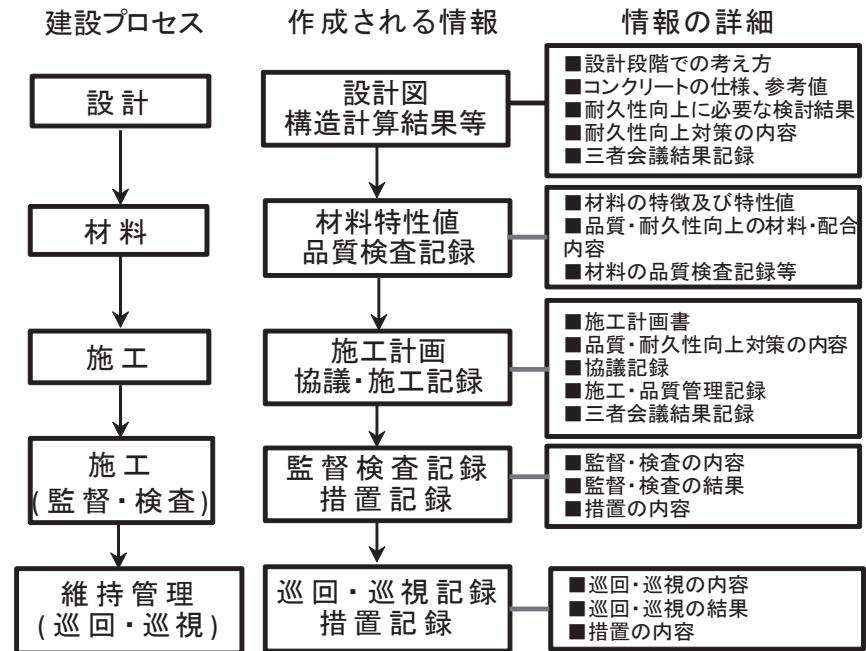 建設プロセス
作成される情報
情報の詳細
設計
設計図
構造計算結果等
■設計段階での考え方
■コンクリートの仕様、参考値
■耐久性向上に必要な検討結果
■耐久性向上対策の内容
■三者会議結果記録
材料
材料特性値
品質検査記録
■材料の特徴及び特性値
■品質・耐久性向上の材料・配合
内容
■材料の品質検査記録等
施工
施工計画
協議・施工記録
■施工計画書
■品質・耐久性向上対策の内容
■協議記録
■施工・品質管理記録
■三者会議結果記録
施工
(監督・検査)
監督検査記録
措置記録
■監督・検査の内容
■監督・検査の結果
■措置の内容
維持管理
(巡回・巡視)
巡回・巡視記録
措置記録
■巡回・巡視の内容
■巡回・巡視の結果
■措置の内容